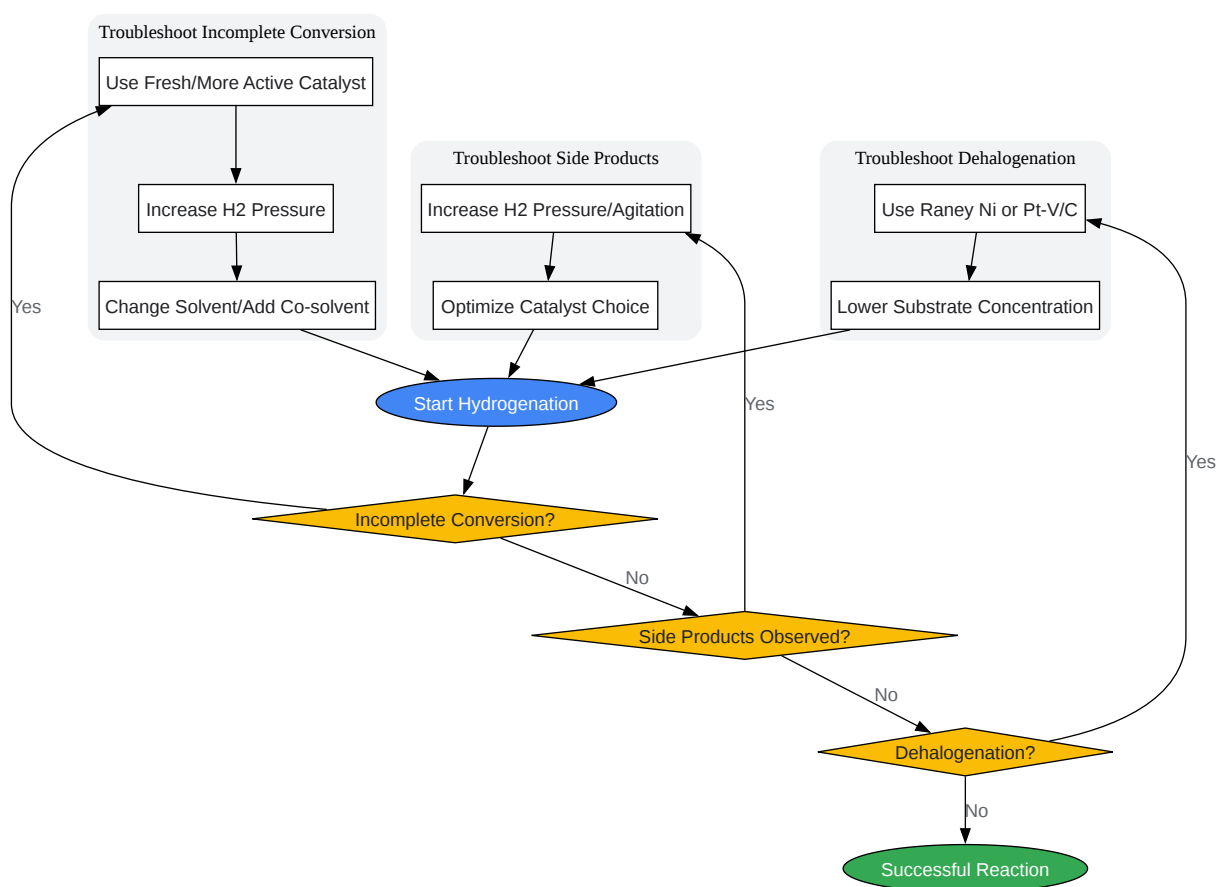 Troubleshoot Incomplete Conversion
Use Fresh/More Active Catalyst
Troubleshoot Side Products
Troubleshoot Dehalogenation
Increase H2 Pressure
Increase H2 Pressure/Agitation
Use Raney Ni or Pt-V/C
Yes
Change Solvent/Add Co-solvent
Optimize Catalyst Choice
Lower Substrate Concentration
Start Hydrogenation
Yes
Yes
Incomplete Conversion?
No
Side Products Observed?
No
Dehalogenation?
No
Successful Reaction